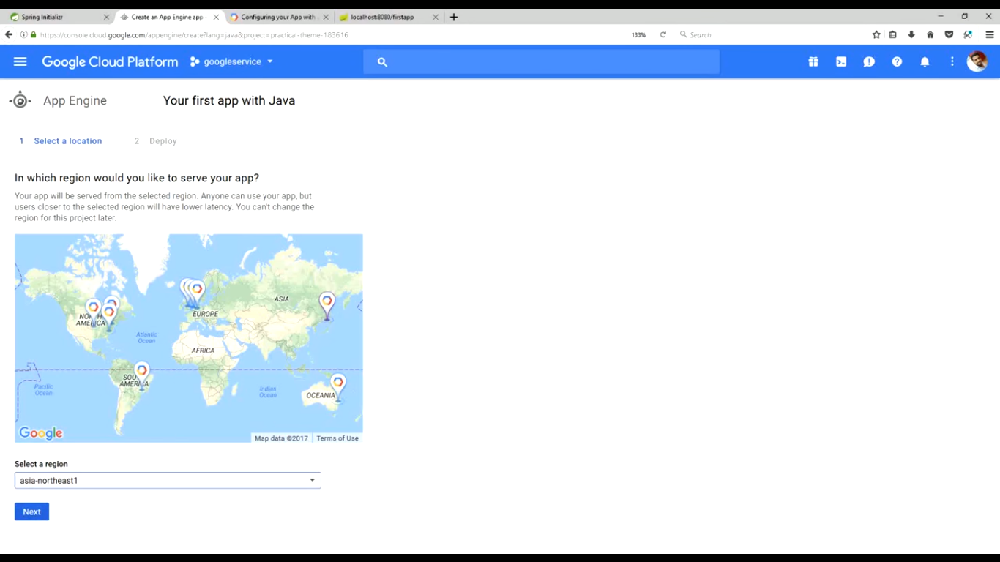 Spring Initializr
Create an App Engine app -
Configuring your App with
localhost:8080/firstapp
https://console.cloud.google.com/appengine/create?lang=java&project=practical-theme-183616
133%
Search
Google Cloud Platform
googleservice
App Engine
Your first app with Java
1 Select a location
2 Deploy
In which region would you like to serve your app?
Your app will be served from the selected region. Anyone can use your app, but
users closer to the selected region will have lower latency. You can't change the
region for this project later.
ASIA
EUROPE
AMERICA
Atlantic
Ocean
AFRICA
AMERICA
Pacific
Ocean
Indian
Ocean
OCEANIA
Google
Map data ©2017
Terms of Use
Select a region
asia-northeast1
Next